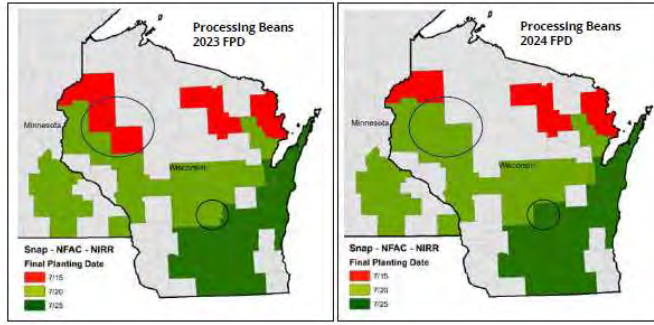 Processing Beans
2023 FPD
Minnesota
Wisconsin
Snap - NFAC - NIRR
Final Planting Date
7/15
7/20
7/25
Processing Beans
2024 FPD
Minnesota
Wisconsin
Snap - NFAC - NIRR
Final Planting Date
7/15
7/20
7/25